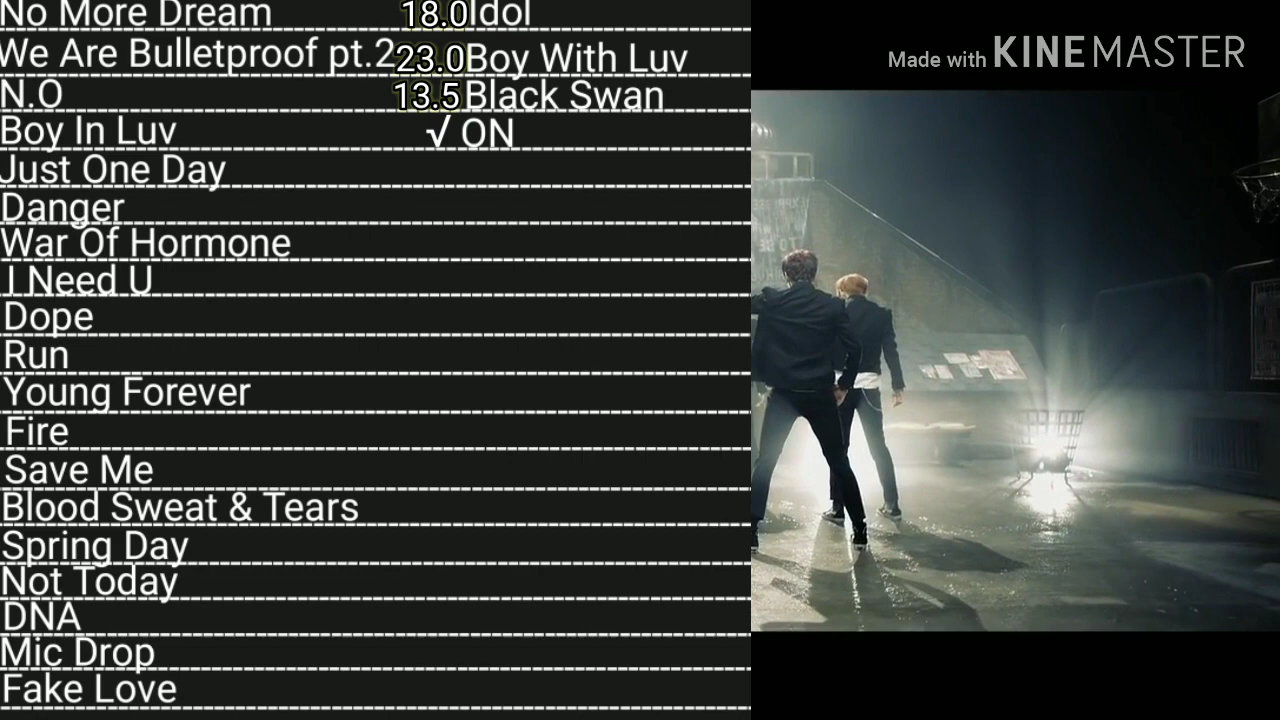 No More Dream 18.0 Idol
We Are Bulletproof pt.2 23.0 Boy With Luv
N.O 13.5 Black Swan
Boy In Luv √ ON
Just One Day
Danger
War Of Hormone
I Need U
Dope
Run
Young Forever
Fire
Save Me
Blood Sweat & Tears
Spring Day
Not Today
DNA
Mic Drop
Fake Love
Made with KINEMASTER